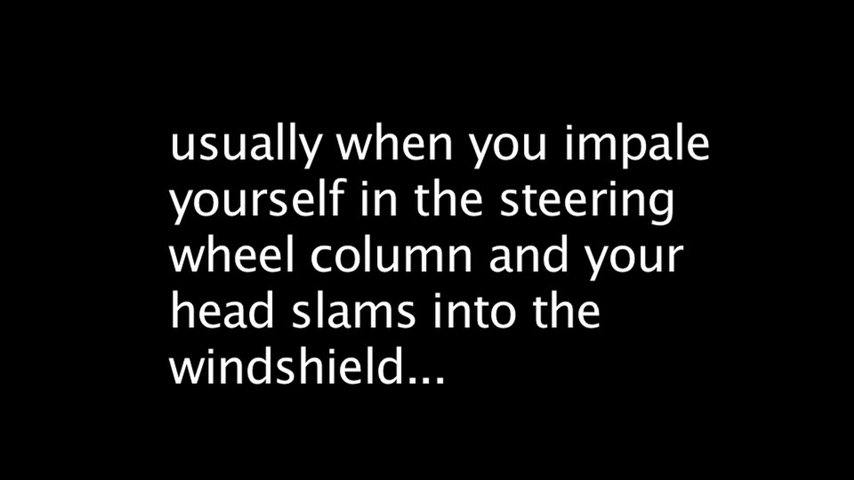 usually when you impale
yourself in the steering
wheel column and your
head slams into the
windshield...